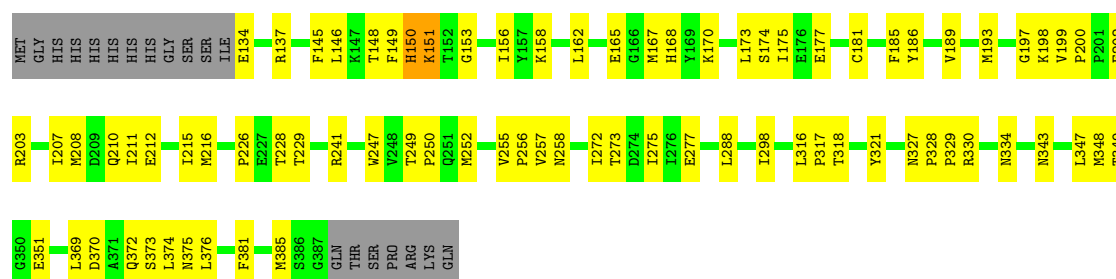 MET GLY HIS HIS HIS HIS HIS HIS GLY SER SER ILE E134 R137 F145 L146 K147 T148 F149 H150 K151 T152 G153 I156 Y157 K158 L162 E165 G166 M167 H168 Y169 K170 L173 S174 I175 E176 E177 C181 F185 Y186 V189 M193 G197 K198 V199 P200 P201
R203 I207 M208 D209 Q210 I211 E212 I215 M216 P226 E227 T228 T229 R241 W247 V248 T249 P250 Q251 M252 V255 P256 V257 N258 I272 T273 D274 I275 I276 E277 L288 I298 L316 P317 T318 Y321 N327 P328 P329 R330 N334 N343 L347 M348
G350 E351 L369 D370 A371 Q372 S373 L374 N375 L376 F381 M385 S386 G387 GLN THR SER PRO ARG LYS GLN